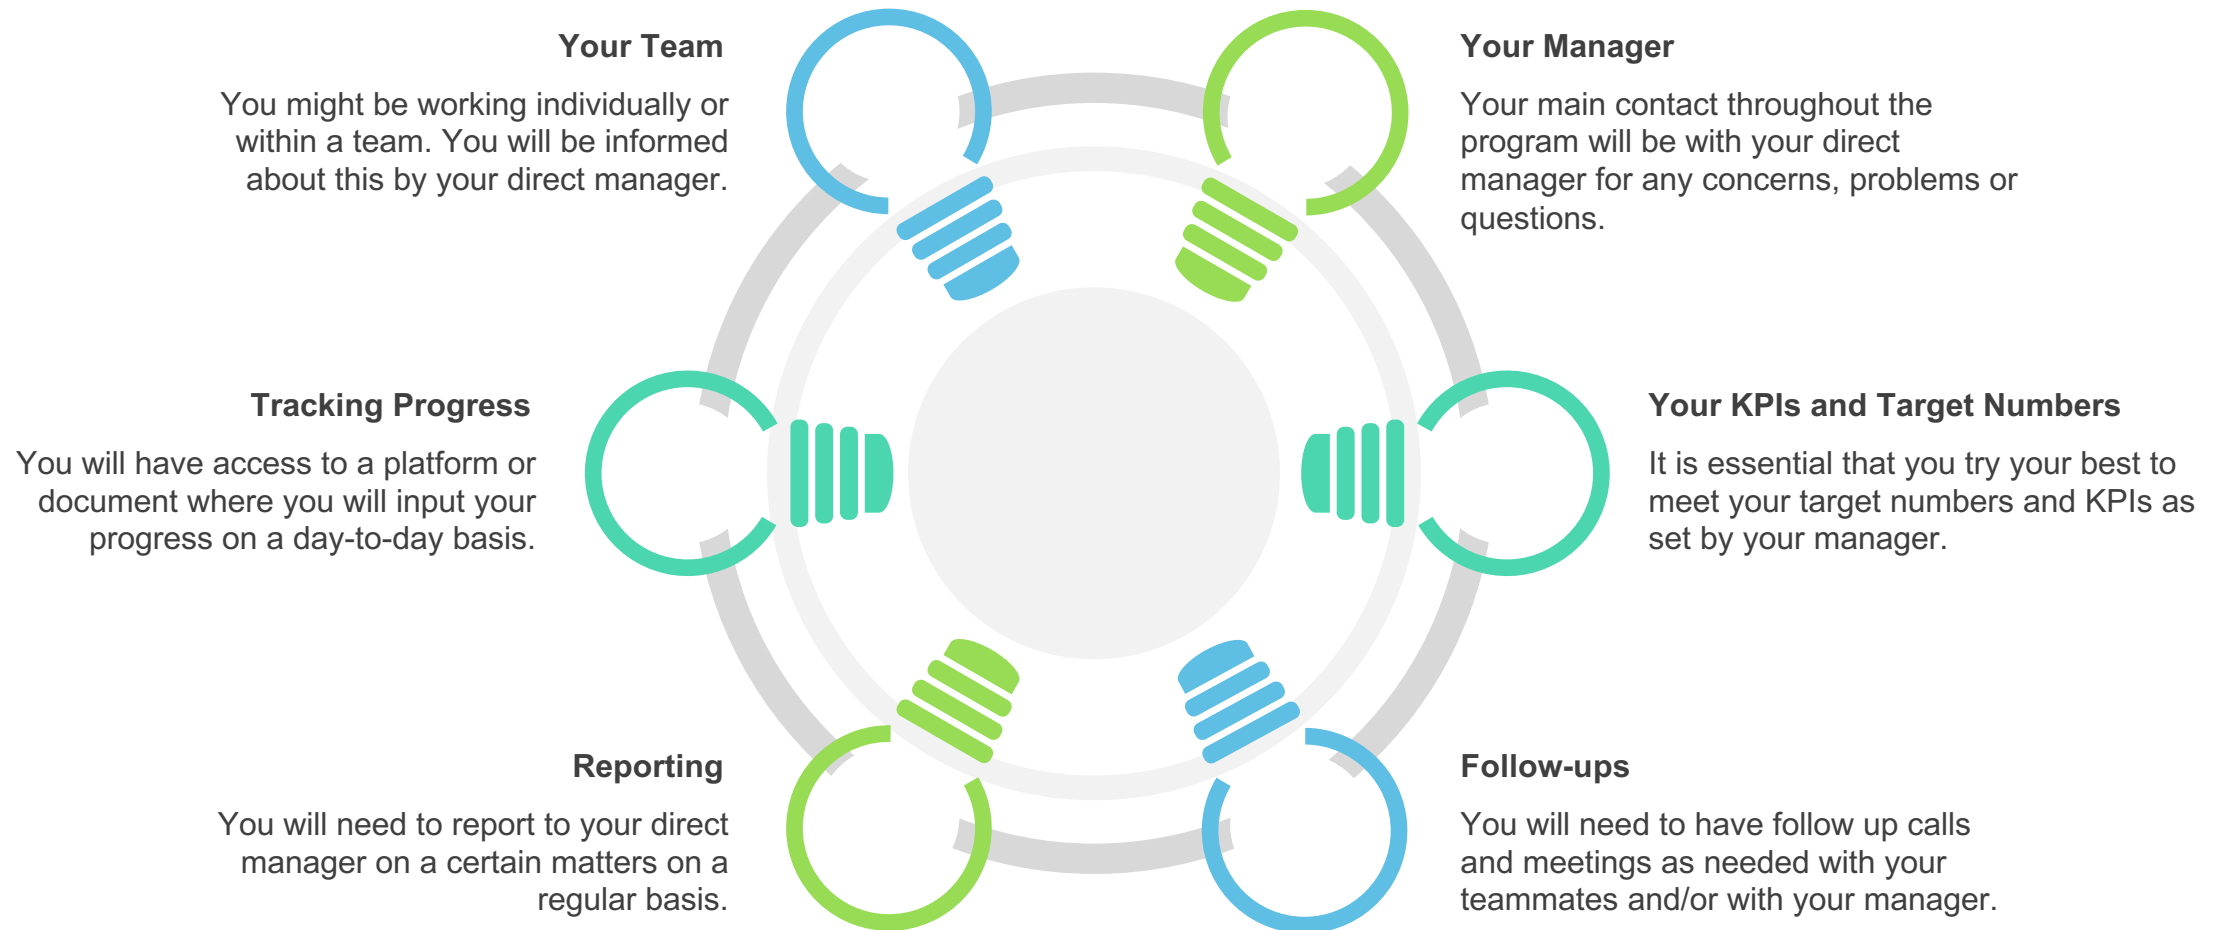 Your Team
You might be working individually or
within a team. You will be informed
about this by your direct manager.
Your Manager
Your main contact throughout the
program will be with your direct
manager for any concerns, problems or
questions.
Tracking Progress
You will have access to a platform or
document where you will input your
progress on a day-to-day basis.
Your KPIs and Target Numbers
It is essential that you try your best to
meet your target numbers and KPIs as
set by your manager.
Reporting
You will need to report to your direct
manager on a certain matters on a
regular basis.
Follow-ups
You will need to have follow up calls
and meetings as needed with your
teammates and/or with your manager.